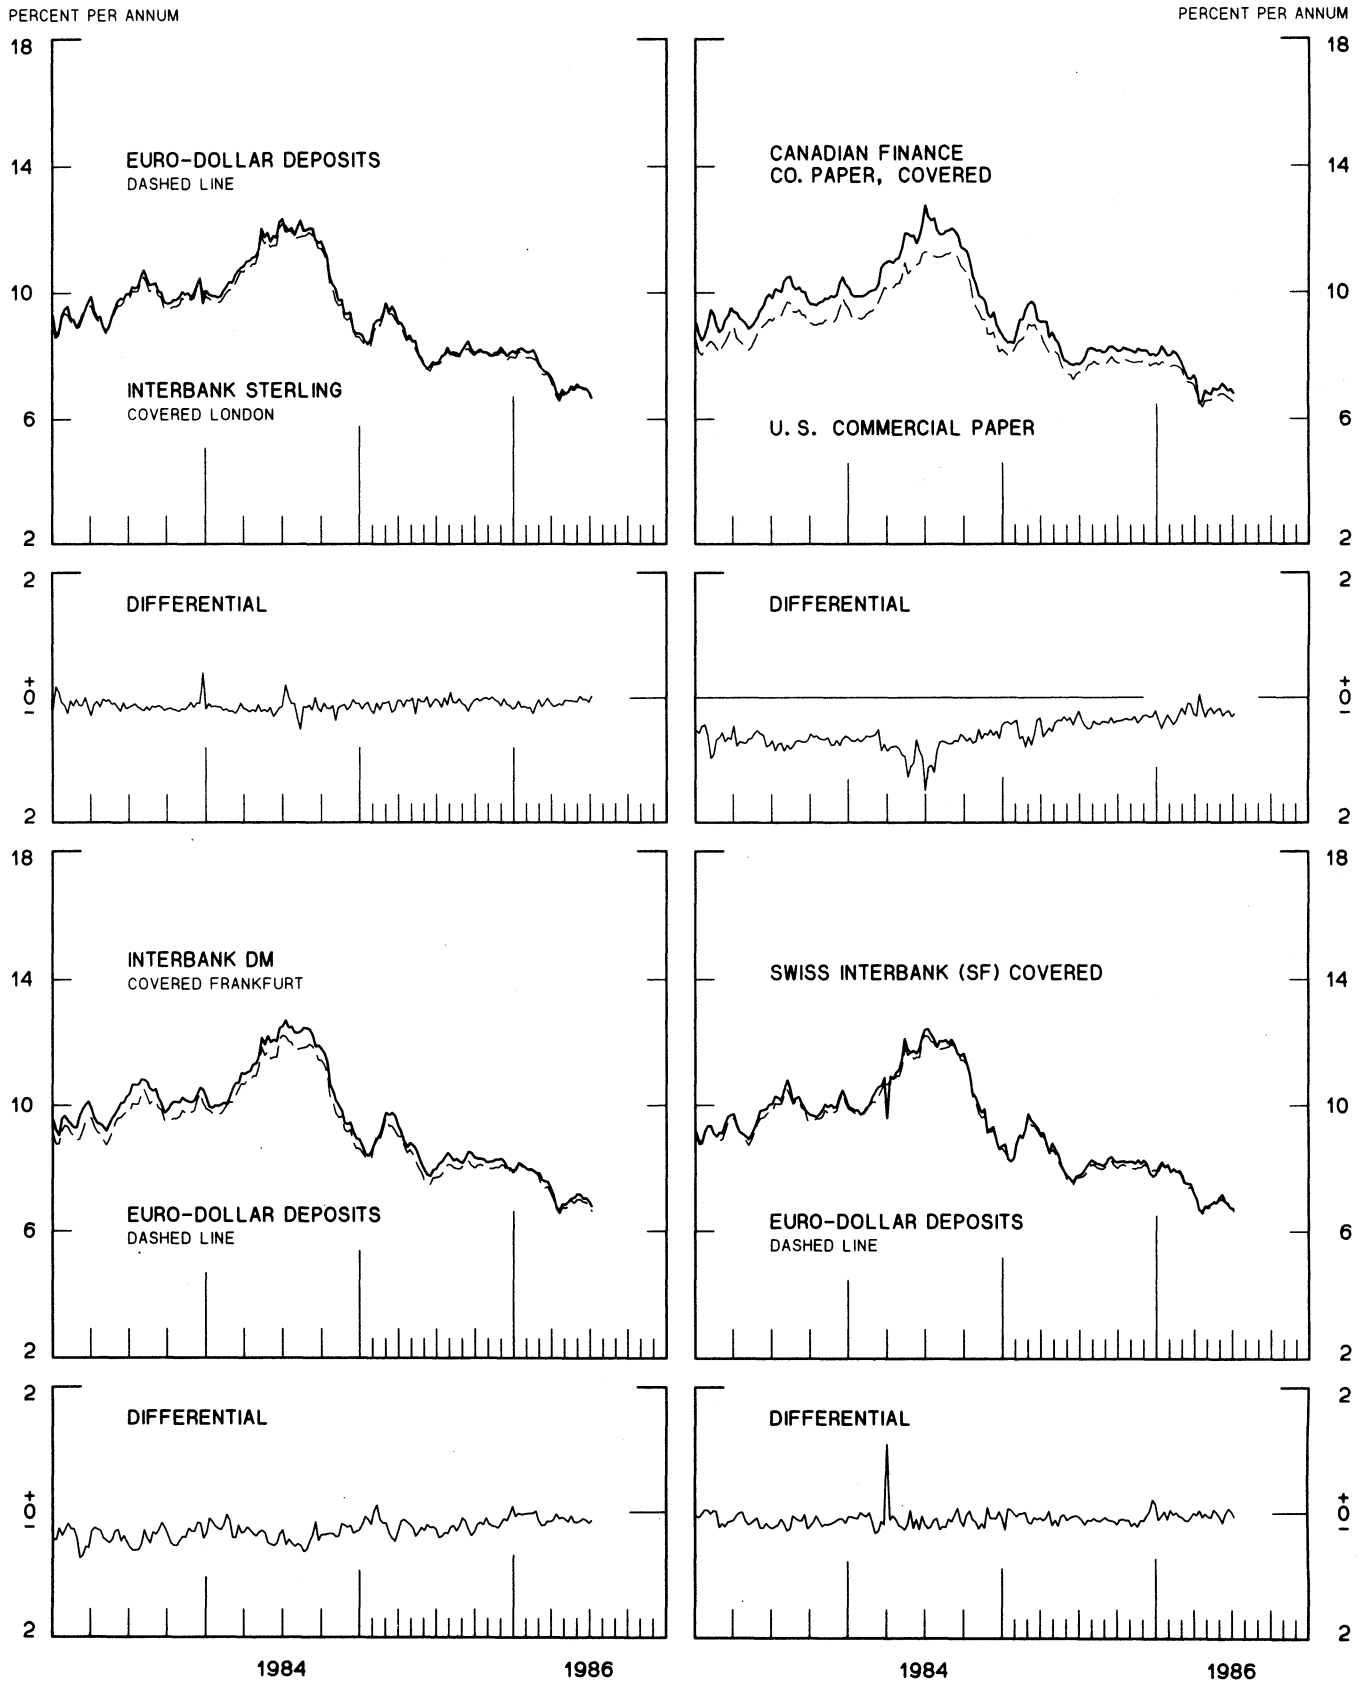 PERCENT PER ANNUM
PERCENT PER ANNUM
18
14
10
6
2
EURO-DOLLAR DEPOSITS
DASHED LINE
INTERBANK STERLING
COVERED LONDON
CANADIAN FINANCE
CO. PAPER, COVERED
U. S. COMMERCIAL PAPER
18
14
10
6
2
2
+
0
−
2
DIFFERENTIAL
DIFFERENTIAL
2
+
0
−
2
18
14
10
6
2
INTERBANK DM
COVERED FRANKFURT
EURO-DOLLAR DEPOSITS
DASHED LINE
SWISS INTERBANK (SF) COVERED
EURO-DOLLAR DEPOSITS
DASHED LINE
18
14
10
6
2
2
+
0
−
2
DIFFERENTIAL
DIFFERENTIAL
2
+
0
−
2
1984
1986
1984
1986